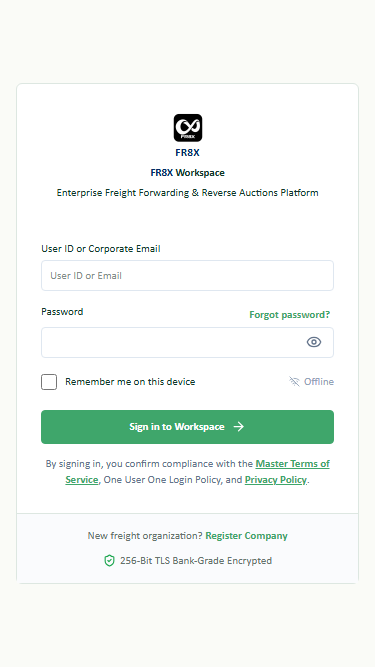 FR8X
FR8X
FR8X Workspace
Enterprise Freight Forwarding & Reverse Auctions Platform
User ID or Corporate Email
User ID or Email
Password
Forgot password?
Remember me on this device
Offline
Sign in to Workspace →
By signing in, you confirm compliance with the Master Terms of
Service, One User One Login Policy, and Privacy Policy.
New freight organization? Register Company
256-Bit TLS Bank-Grade Encrypted